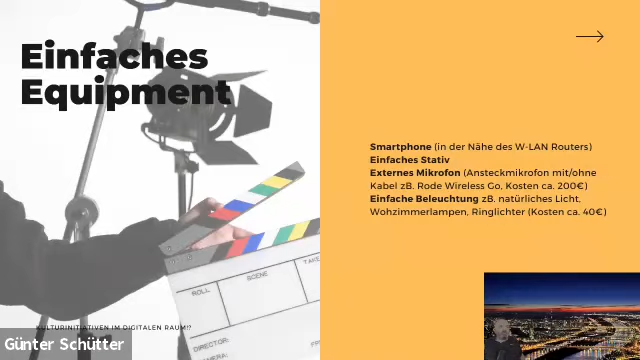 Einfaches
Equipment
Smartphone (in der Nähe des W-LAN Routers)
Einfaches Stativ
Externes Mikrofon (Ansteckmikrofon mit/ohne
Kabel zB. Rode Wireless Go, Kosten ca. 200€)
Einfache Beleuchtung zB. natürliches Licht,
Wohzimmerlampen, Ringlichter (Kosten ca. 40€)
ROLL
SCENE
TAKE
DIRECTOR:
CAMERA:
KULTURINITIATIVEN IM DIGITALEN RAUM!?
Günter Schütter